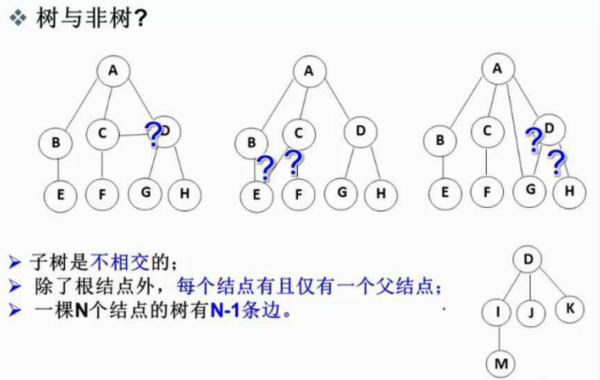 ❖ 树与非树?
A
B C ? D
E F G H
A
B C D
? ?
E F G H
A
B C D
? ?
E F G H
➢ 子树是不相交的;
➢ 除了根结点外，每个结点有且仅有一个父结点;
➢ 一棵N个结点的树有N-1条边。
D
I J K
M